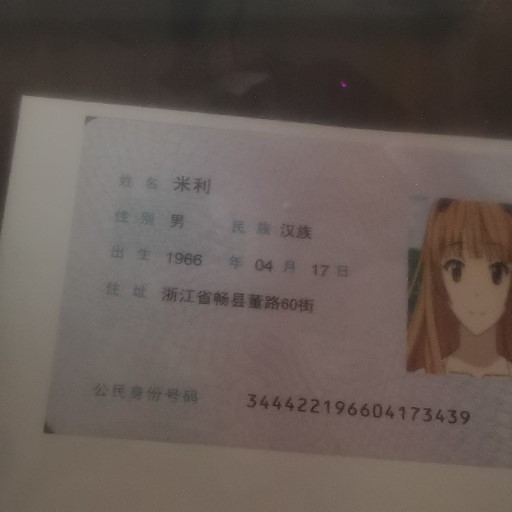 姓名 米利
性别 男 民族 汉族
出生 1966 年 04 月 17 日
住址 浙江省畅县董路60街
公民身份号码 344422196604173439